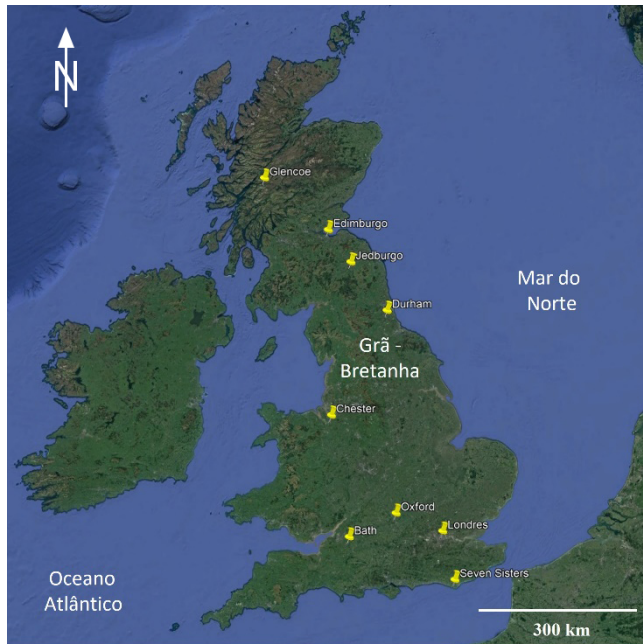 N
Glencoe
Edimburgo
Jedburgo
Mar do
Norte
Durham
Grã -
Bretanha
Chester
Oxford
Londres
Bath
Seven Sisters
Oceano
Atlântico
300 km